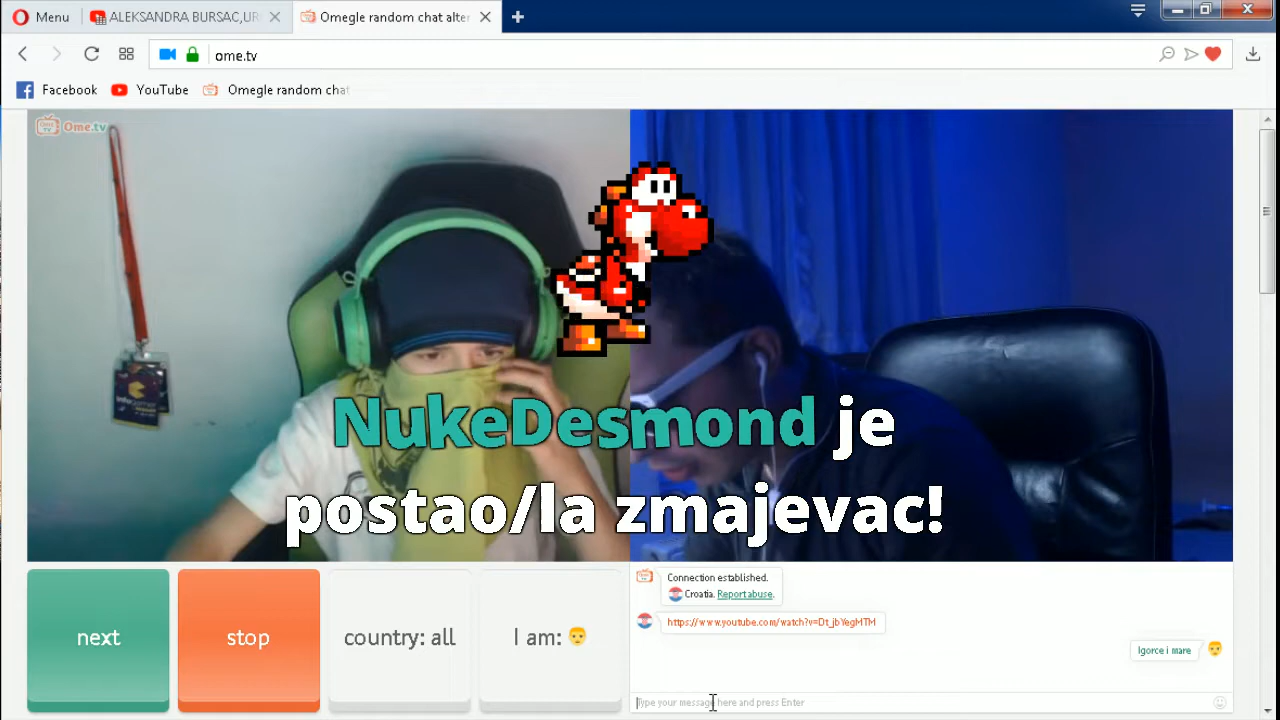 Menu
ALEKSANDRA BURSAC,UR
Omegle random chat alter
ome.tv
Facebook
YouTube
Omegle random chat
Ome.tv
NukeDesmond je
postao/la zmajevac!
next
stop
country: all
I am:
Connection established.
Croatia. Report abuse.
https://www.youtube.com/watch?v=Dt_jbYegMTM
Igorce i mare
Type your message here and press Enter